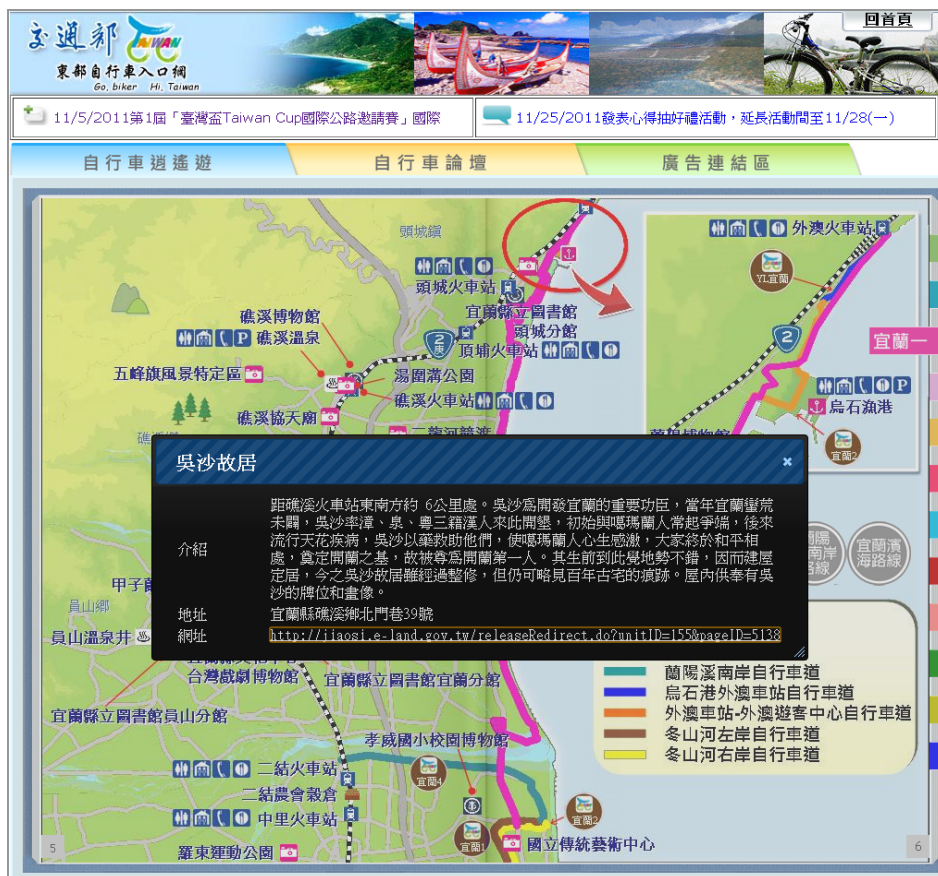 交通部 TAIWAN
東部自行車入口網
Go, biker Hi, Taiwan
回首頁
11/5/2011第1屆「臺灣盃Taiwan Cup國際公路邀請賽」國際
11/25/2011發表心得抽好禮活動，延長活動間至11/28(一)
自行車逍遙遊
自行車論壇
廣告連結區
頭城鎮
外澳火車站
YL宜蘭
頭城火車站
宜蘭縣立圖書館
頭城分館
礁溪博物館
P 礁溪溫泉
2庚
頂埔火車站
2
宜蘭一
五峰旗風景特定區
湯圍溝公園
礁溪火車站
P
烏石漁港
礁溪協天廟
二龍河競渡
蘭陽博物館
宜蘭2
吳沙故居
介紹
距礁溪火車站東南方約 6公里處。吳沙為開發宜蘭的重要功臣，當年宜蘭蠻荒
未闢，吳沙率漳、泉、粵三籍漢人來此開墾，初始與噶瑪蘭人常起爭端，後來
流行天花疾病，吳沙以藥救助他們，使噶瑪蘭人心生感激，大家終於和平相
處，奠定開蘭之基，故被尊為開蘭第一人。其生前到此覺地勢不錯，因而建屋
定居，今之吳沙故居雖經過整修，但仍可略見百年古宅的痕跡。屋內供奉有吳
沙的牌位和畫像。
地址
宜蘭縣礁溪鄉北門巷39號
網址
http://jiaosi.e-land.gov.tw/releaseRedirect.do?unitID=155&pageID=5138
宜蘭濱
海路線
甲子
員山鄉
員山溫泉井
台灣戲劇博物館
宜蘭縣立圖書館宜蘭分館
宜蘭縣立圖書館員山分館
蘭陽溪南岸自行車道
烏石港外澳車站自行車道
外澳車站-外澳遊客中心自行車道
冬山河左岸自行車道
冬山河右岸自行車道
孝威國小校園博物館
二結火車站
宜蘭4
二結農會穀倉
中里火車站
宜蘭2
宜蘭1
國立傳統藝術中心
羅東運動公園
5
6